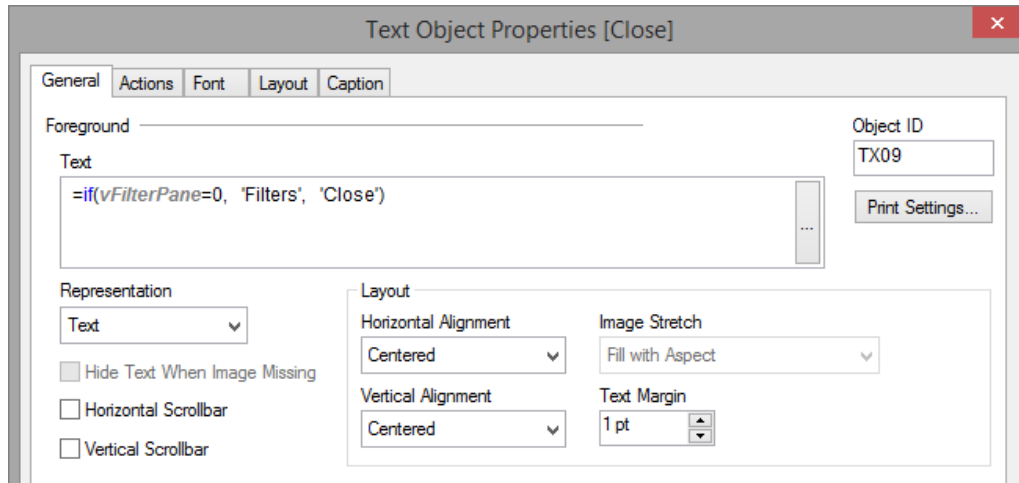 Text Object Properties [Close]
General Actions Font Layout Caption
Foreground
Object ID
Text
TX09
=if(vFilterPane=0, 'Filters', 'Close')
Print Settings...
...
Representation
Layout
Text
Horizontal Alignment
Image Stretch
Centered
Fill with Aspect
Hide Text When Image Missing
Vertical Alignment
Text Margin
Horizontal Scrollbar
Centered
1 pt
Vertical Scrollbar